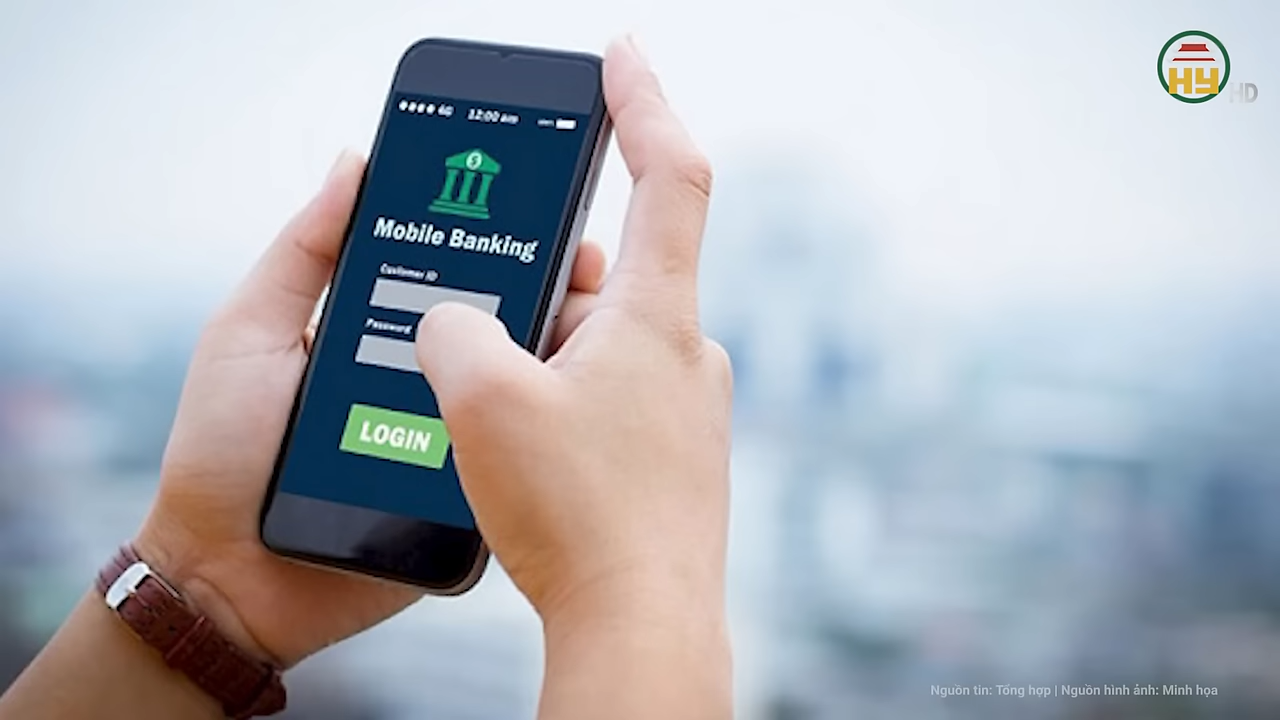 HY
HD
4G 12:00 am
Mobile Banking
Customer ID
Password
LOGIN
Nguồn tin: Tổng hợp | Nguồn hình ảnh: Minh họa